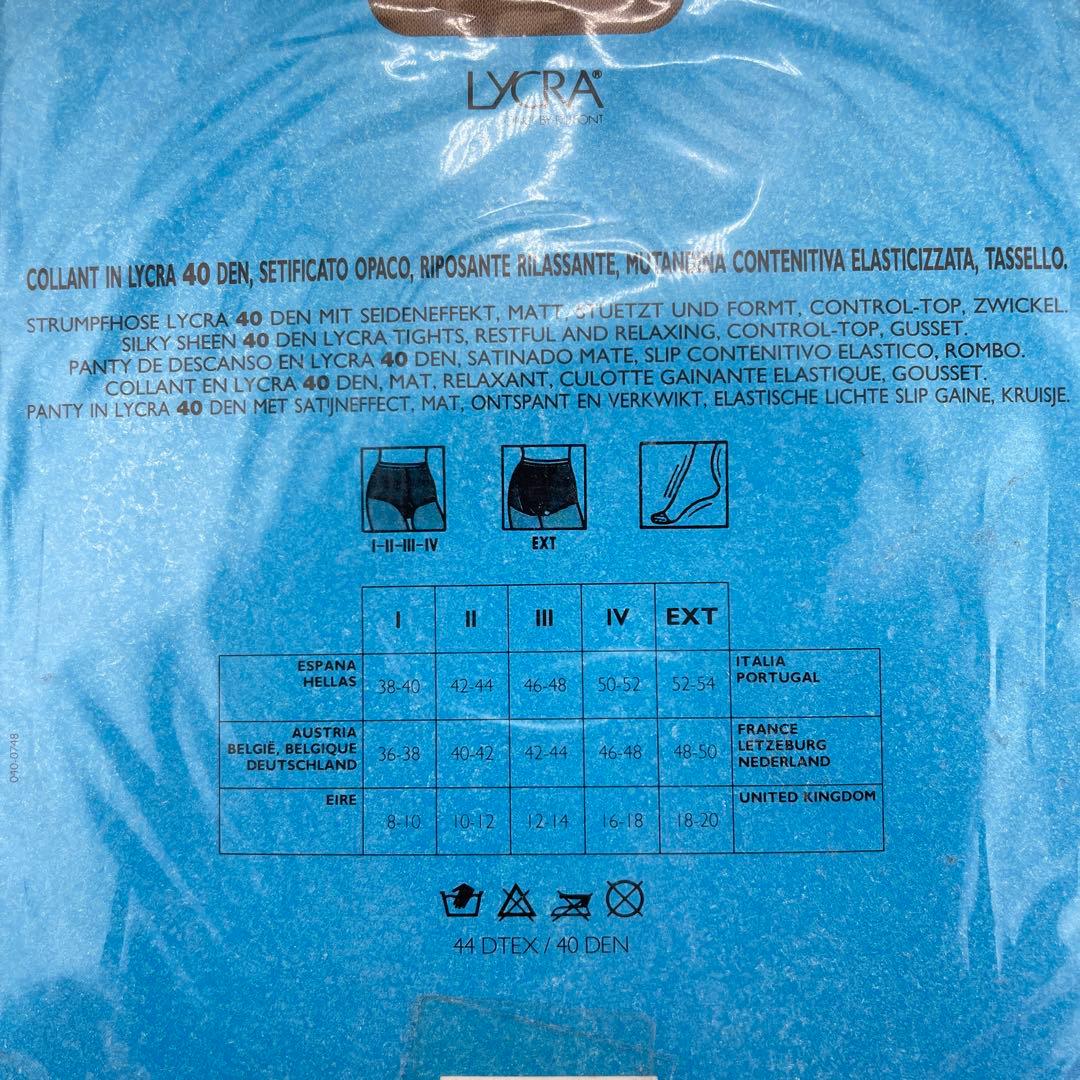 LYCRA®
COLLANT IN LYCRA 40 DEN, SETIFICATO OPACO, RIPOSANTE RILASSANTE, MUTANDINA CONTENITIVA ELASTICIZZATA, TASSELLO.
STRUMPFHOSE LYCRA 40 DEN MIT SEIDENEFFEKT, MATT, STUETZT UND FORMT, CONTROL-TOP, ZWICKEL.
SILKY SHEEN 40 DEN LYCRA TIGHTS, RESTFUL AND RELAXING, CONTROL-TOP, GUSSET.
PANTY DE DESCANSO EN LYCRA 40 DEN, SATINADO MATE, SLIP CONTENITIVO ELASTICO, ROMBO.
COLLANT EN LYCRA 40 DEN, MAT, RELAXANT, CULOTTE GAINANTE ELASTIQUE, GOUSSET.
PANTY IN LYCRA 40 DEN MET SATIJNEFFECT, MAT, ONTSPANT EN VERKWIKT, ELASTISCHE LICHTE SLIP GAINE, KRUISJE.
I-II-III-IV EXT
I II III IV EXT
ESPANA ITALIA
HELLAS 38-40 42-44 46-48 50-52 52-54 PORTUGAL
AUSTRIA FRANCE
BELGIË, BELGIQUE 36-38 40-42 42-44 46-48 48-50 LETZEBURG
DEUTSCHLAND NEDERLAND
EIRE UNITED KINGDOM
8-10 10-12 12-14 16-18 18-20
44 DTEX / 40 DEN
040-0748